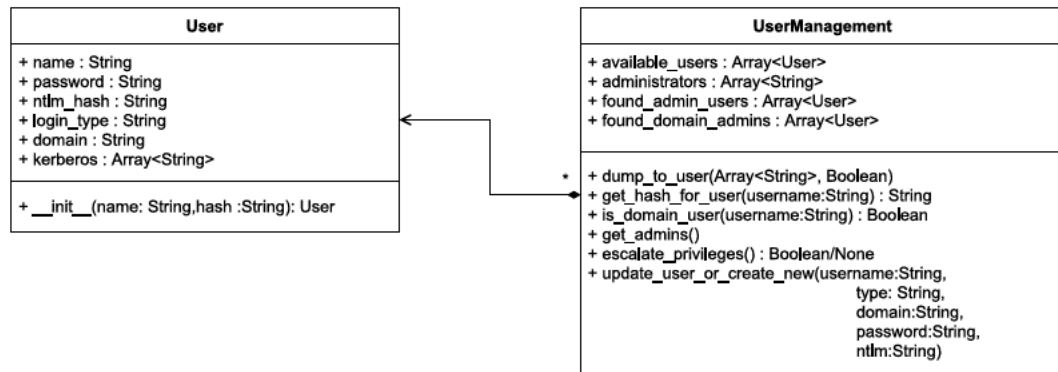 User
+ name : String
+ password : String
+ ntlm_hash : String
+ login_type : String
+ domain : String
+ kerberos : Array<String>
+ __init__(name: String,hash :String): User
*
UserManagement
+ available_users : Array<User>
+ administrators : Array<String>
+ found_admin_users : Array<User>
+ found_domain_admins : Array<User>
+ dump_to_user(Array<String>, Boolean)
+ get_hash_for_user(username:String) : String
+ is_domain_user(username:String) : Boolean
+ get_admins()
+ escalate_privileges() : Boolean/None
+ update_user_or_create_new(username:String,
type: String,
domain:String,
password:String,
ntlm:String)